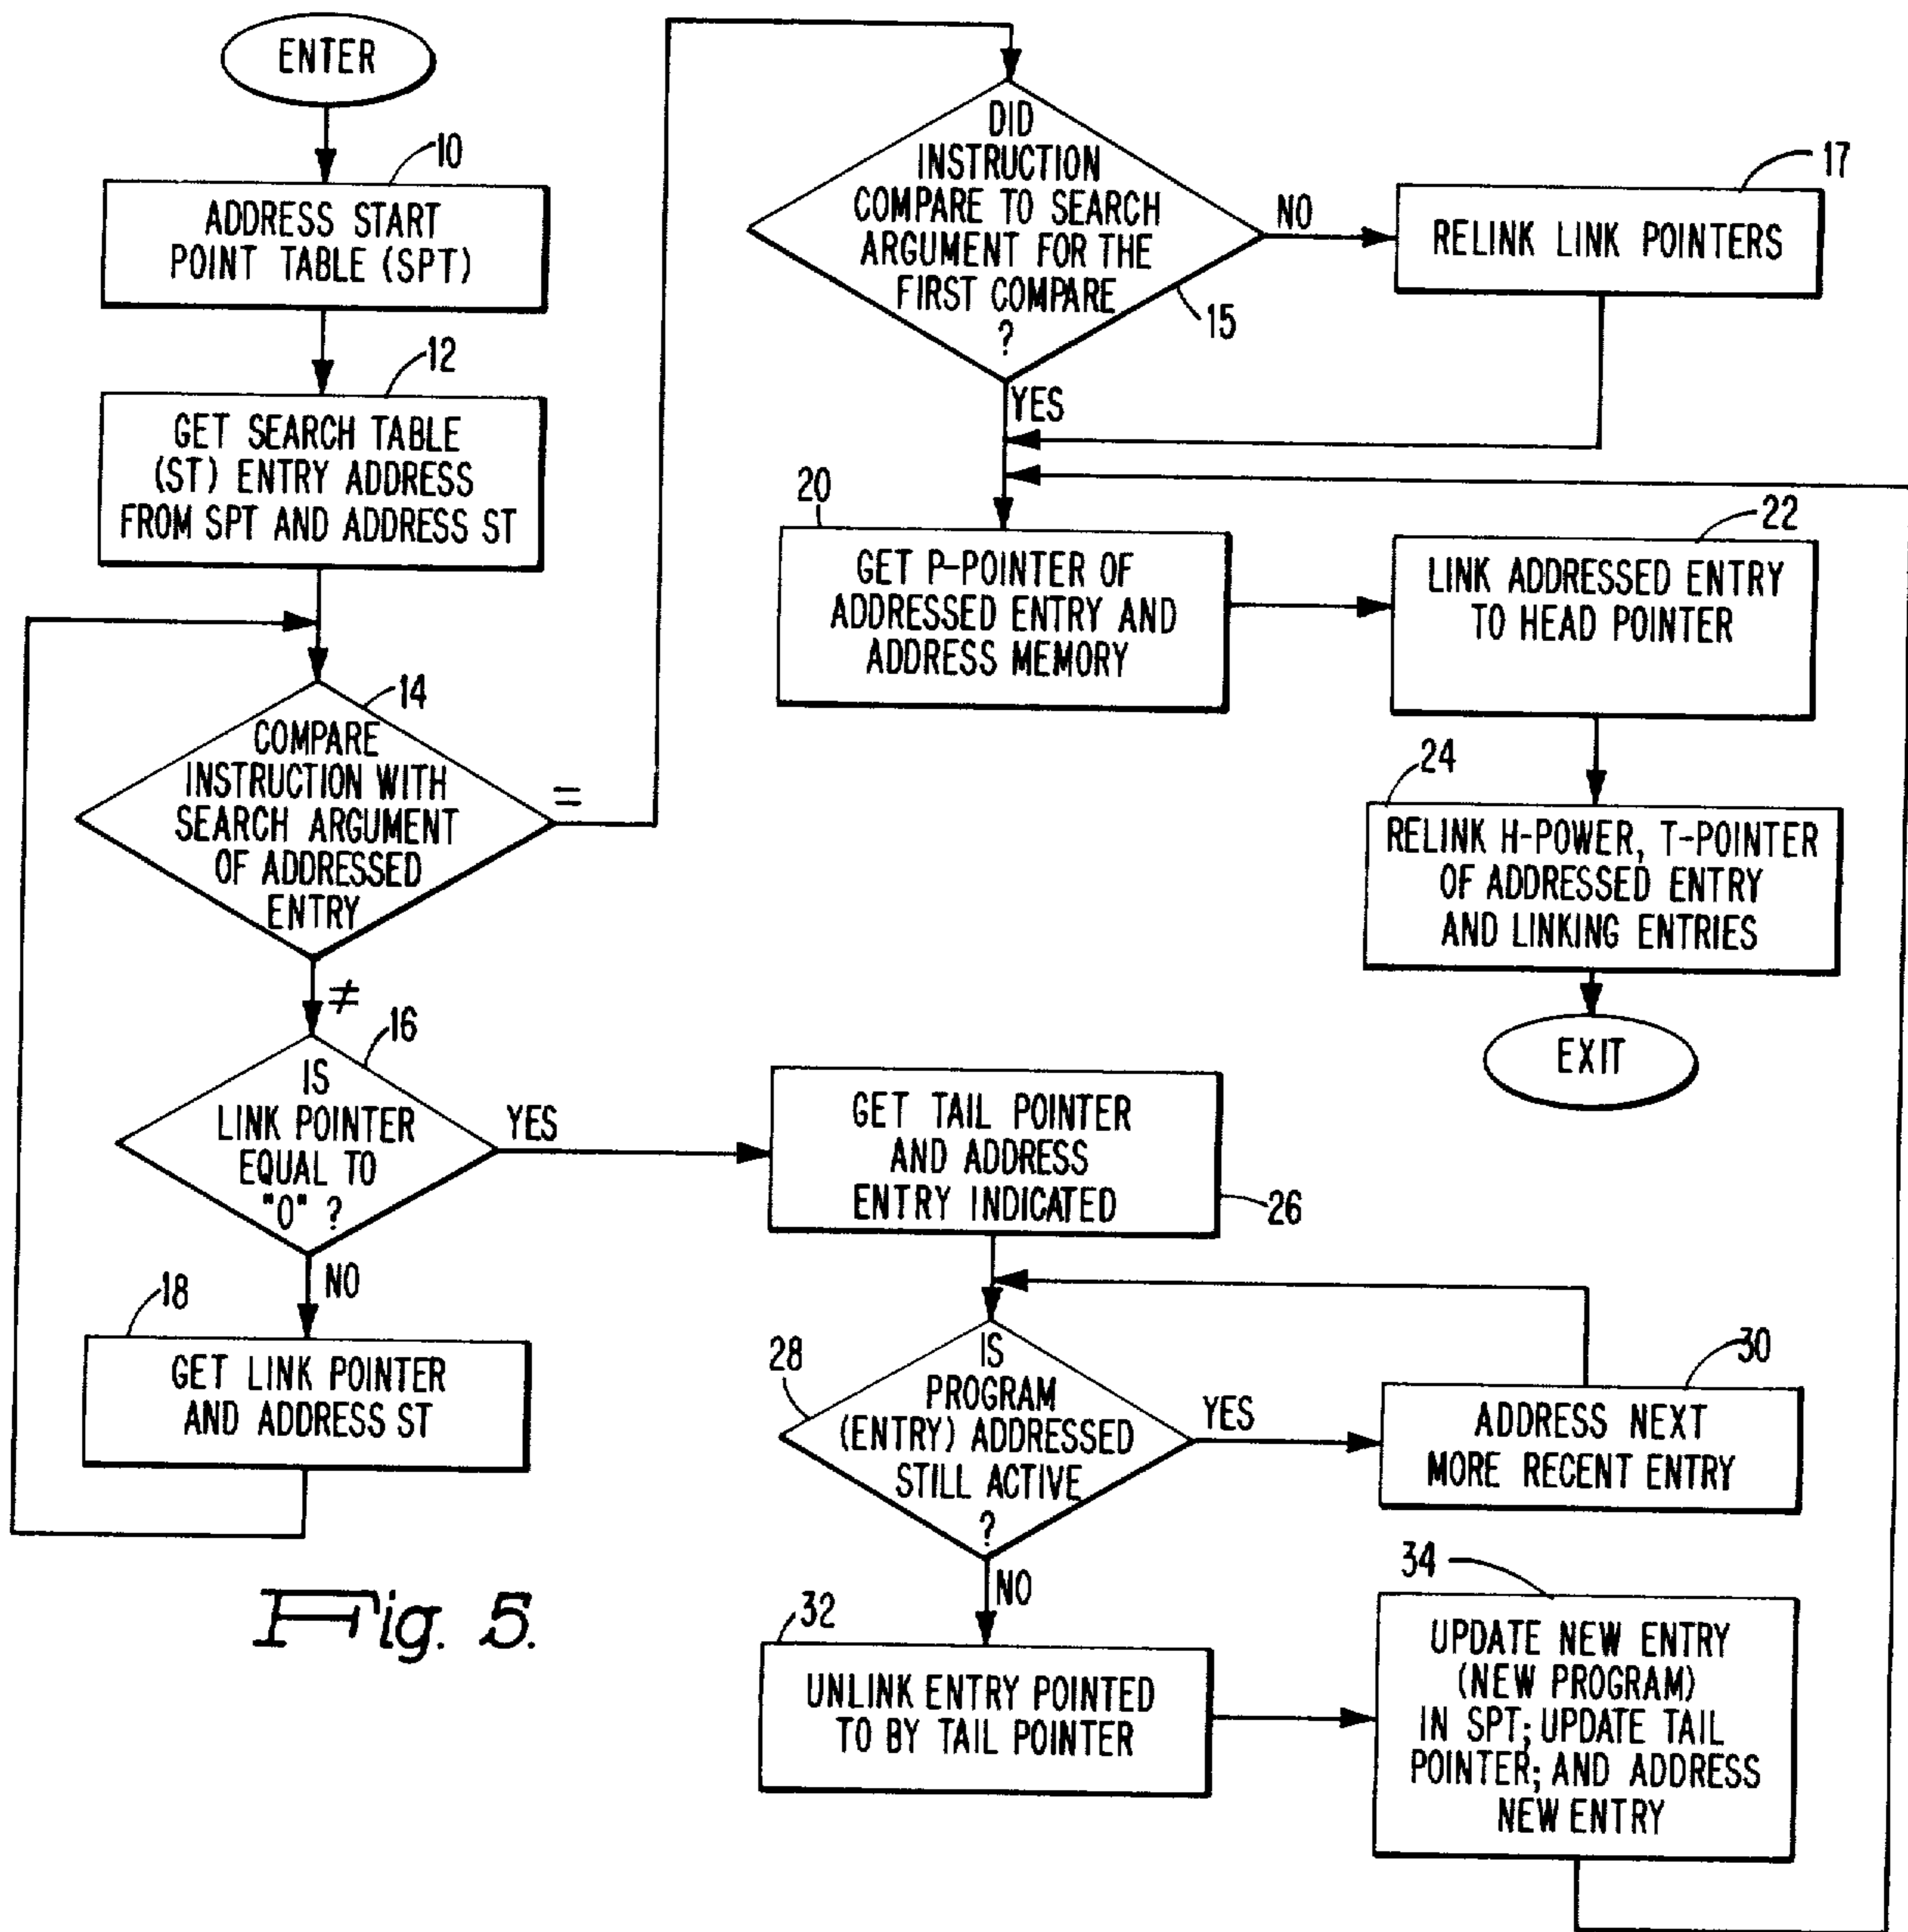 ENTER
10
ADDRESS START
POINT TABLE (SPT)
12
GET SEARCH TABLE
(ST) ENTRY ADDRESS
FROM SPT AND ADDRESS ST
14
COMPARE
INSTRUCTION WITH
SEARCH ARGUMENT
OF ADDRESSED
ENTRY
=
≠
16
IS
LINK POINTER
EQUAL TO
"0" ?
YES
NO
18
GET LINK POINTER
AND ADDRESS ST
DID
INSTRUCTION
COMPARE TO SEARCH
ARGUMENT FOR THE
FIRST COMPARE
?
15
NO
YES
17
RELINK LINK POINTERS
20
GET P-POINTER OF
ADDRESSED ENTRY AND
ADDRESS MEMORY
22
LINK ADDRESSED ENTRY
TO HEAD POINTER
24
RELINK H-POWER, T-POINTER
OF ADDRESSED ENTRY
AND LINKING ENTRIES
EXIT
GET TAIL POINTER
AND ADDRESS
ENTRY INDICATED
26
28
IS
PROGRAM
(ENTRY) ADDRESSED
STILL ACTIVE
?
YES
NO
30
ADDRESS NEXT
MORE RECENT ENTRY
32
UNLINK ENTRY POINTED
TO BY TAIL POINTER
34
UPDATE NEW ENTRY
(NEW PROGRAM)
IN SPT; UPDATE TAIL
POINTER; AND ADDRESS
NEW ENTRY
Fig. 5.